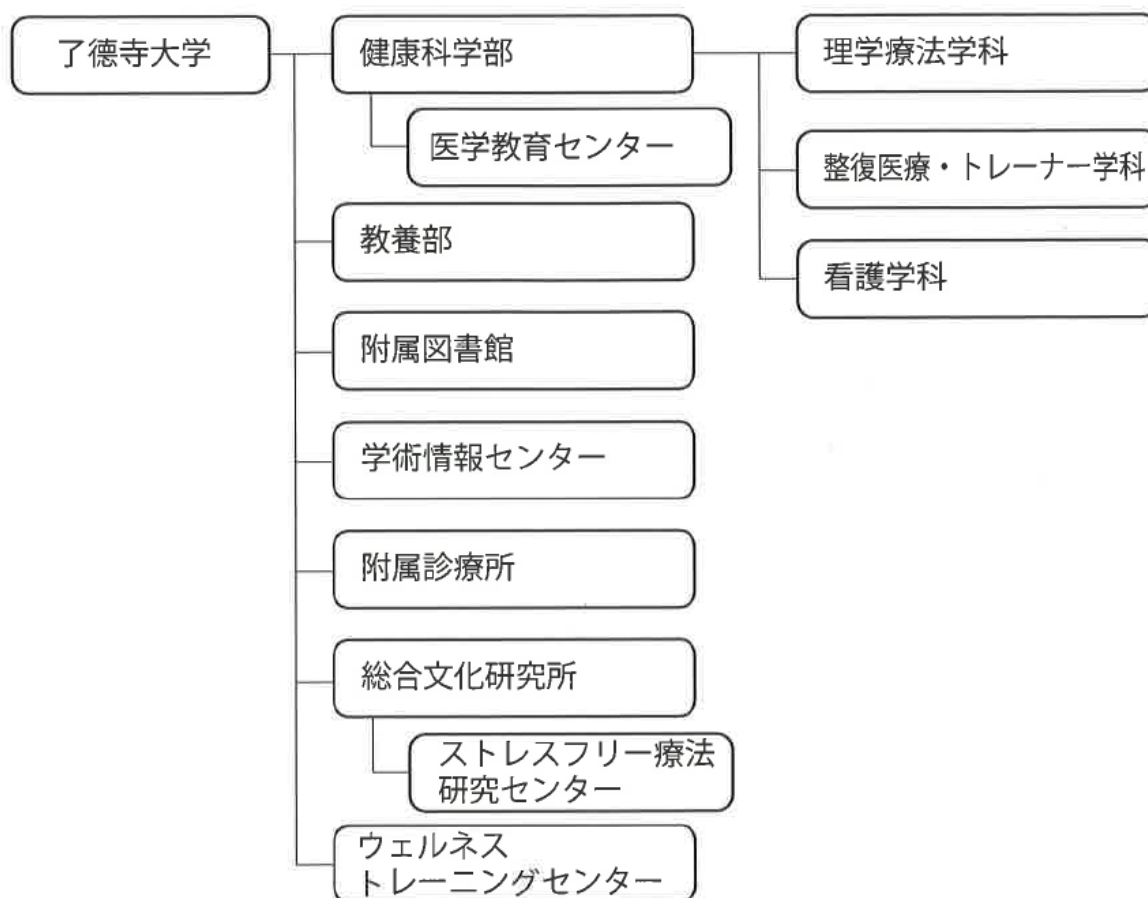 了德寺大学
健康科学部
医学教育センター
教養部
附属図書館
学術情報センター
附属診療所
総合文化研究所
ストレスフリー療法
研究センター
ウェルネス
トレーニングセンター
理学療法学科
整復医療・トレーナー学科
看護学科